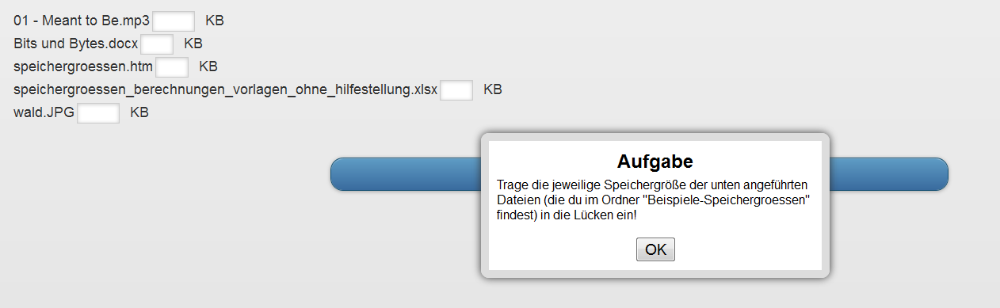 01 - Meant to Be.mp3 KB
Bits und Bytes.docx KB
speichergroessen.htm KB
speichergroessen_berechnungen_vorlagen_ohne_hilfestellung.xlsx KB
wald.JPG KB
Aufgabe
Trage die jeweilige Speichergröße der unten angeführten
Dateien (die du im Ordner "Beispiele-Speichergroessen"
findest) in die Lücken ein!
OK